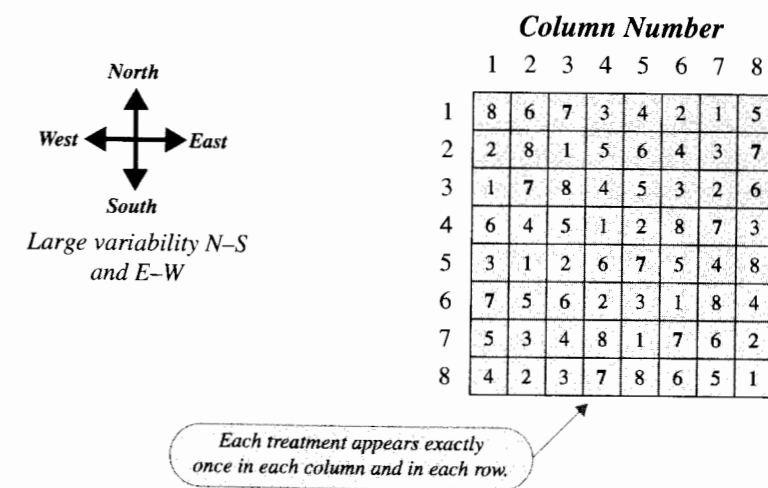 Column Number
1 2 3 4 5 6 7 8
North
West East
South
Large variability N–S
and E–W
1 8 6 7 3 4 2 1 5
2 2 8 1 5 6 4 3 7
3 1 7 8 4 5 3 2 6
4 6 4 5 1 2 8 7 3
5 3 1 2 6 7 5 4 8
6 7 5 6 2 3 1 8 4
7 5 3 4 8 1 7 6 2
8 4 2 3 7 8 6 5 1
Each treatment appears exactly
once in each column and in each row.